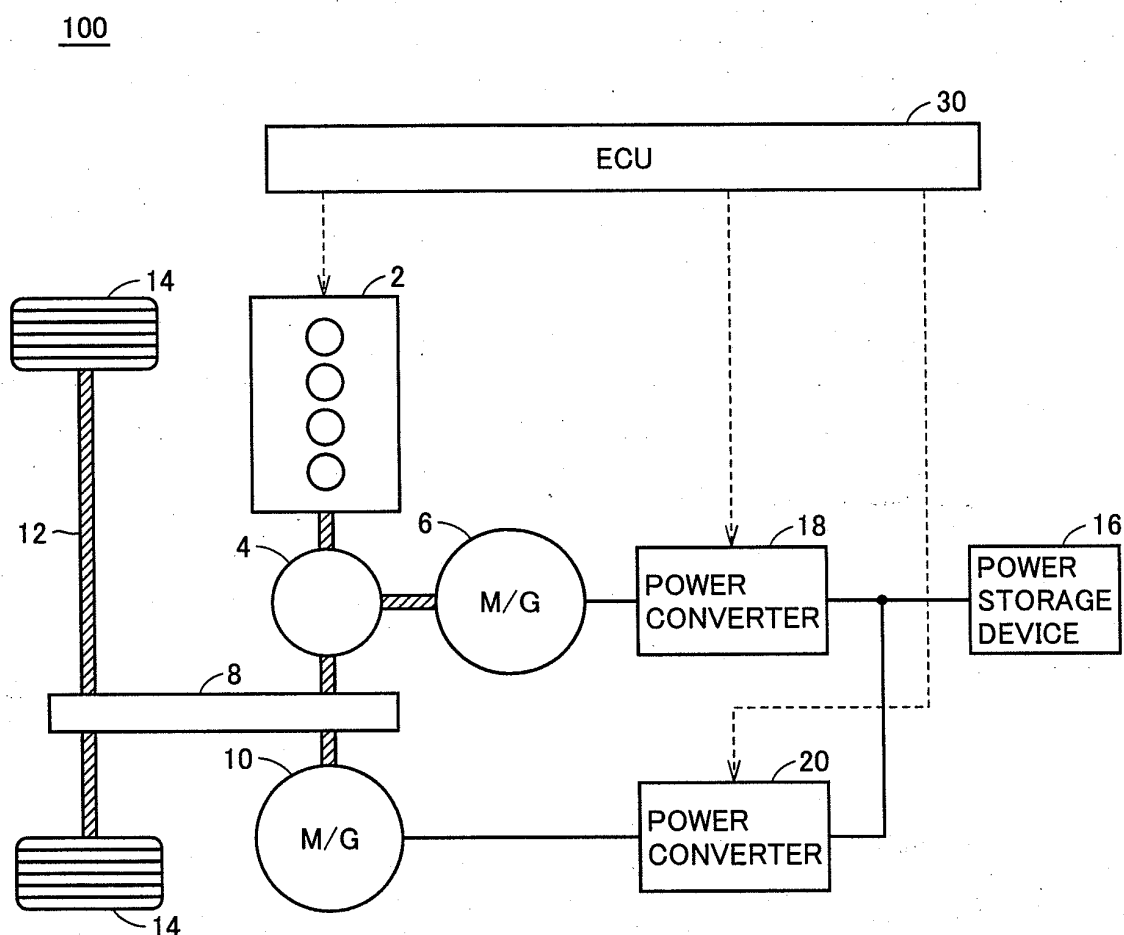 100
30
ECU
14
2
12
4
6
M/G
18
POWER
CONVERTER
16
POWER
STORAGE
DEVICE
8
10
M/G
20
POWER
CONVERTER
14